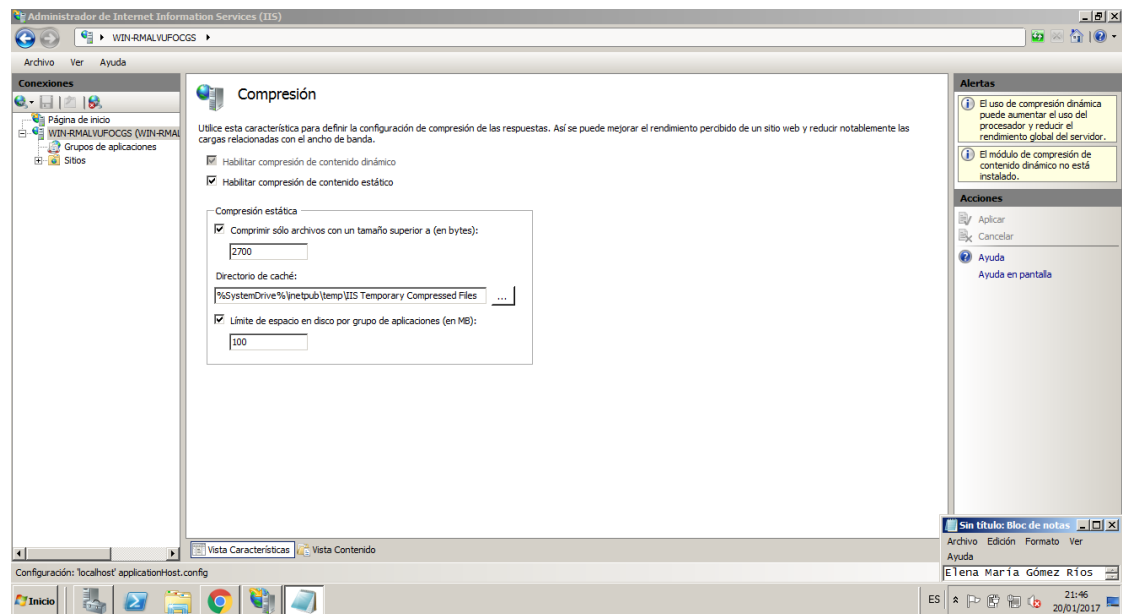 Administrador de Internet Information Services (IIS)
WIN-RMALVUFOCGS
Archivo Ver Ayuda
Conexiones
Página de inicio
WIN-RMALVUFOCGS (WIN-RMAL
Grupos de aplicaciones
Sitios
Compresión
Utilice esta característica para definir la configuración de compresión de las respuestas. Así se puede mejorar el rendimiento percibido de un sitio web y reducir notablemente las
cargas relacionadas con el ancho de banda.
Habilitar compresión de contenido dinámico
Habilitar compresión de contenido estático
Compresión estática
Comprimir sólo archivos con un tamaño superior a (en bytes):
2700
Directorio de caché:
%SystemDrive%\inetpub\temp\IIS Temporary Compressed Files
...
Límite de espacio en disco por grupo de aplicaciones (en MB):
100
Vista Características
Vista Contenido
Alertas
El uso de compresión dinámica
puede aumentar el uso del
procesador y reducir el
rendimiento global del servidor.
El módulo de compresión de
contenido dinámico no está
instalado.
Acciones
Aplicar
Cancelar
Ayuda
Ayuda en pantalla
Sin título: Bloc de notas
Archivo Edición Formato Ver
Ayuda
Elena María Gómez Ríos
Configuración: 'localhost' applicationHost.config
Inicio
ES
21:46
20/01/2017